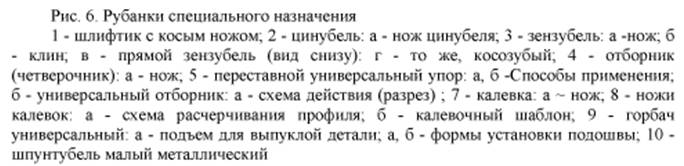 Рис. 6. Рубанки специального назначения
1 - шлифтик с косым ножом; 2 - цинубель: а - нож цинубеля; 3 - зензубель: а -нож; б
- клин; в - прямой зензубель (вид снизу): г - то же, косозубый; 4 - отборник
(четверочник): а - нож; 5 - переставной универсальный упор: а, б -Способы применения;
б - универсальный отборник: а - схема действия (разрез) ; 7 - калевка: а ~ нож; 8 - ножи
калевок: а - схема расчерчивания профиля; б - калевочный шаблон; 9 - горбач
универсальный: а - подъем для выпуклой детали; а, б - формы установки подошвы; 10 -
шпунтубель малый металлический